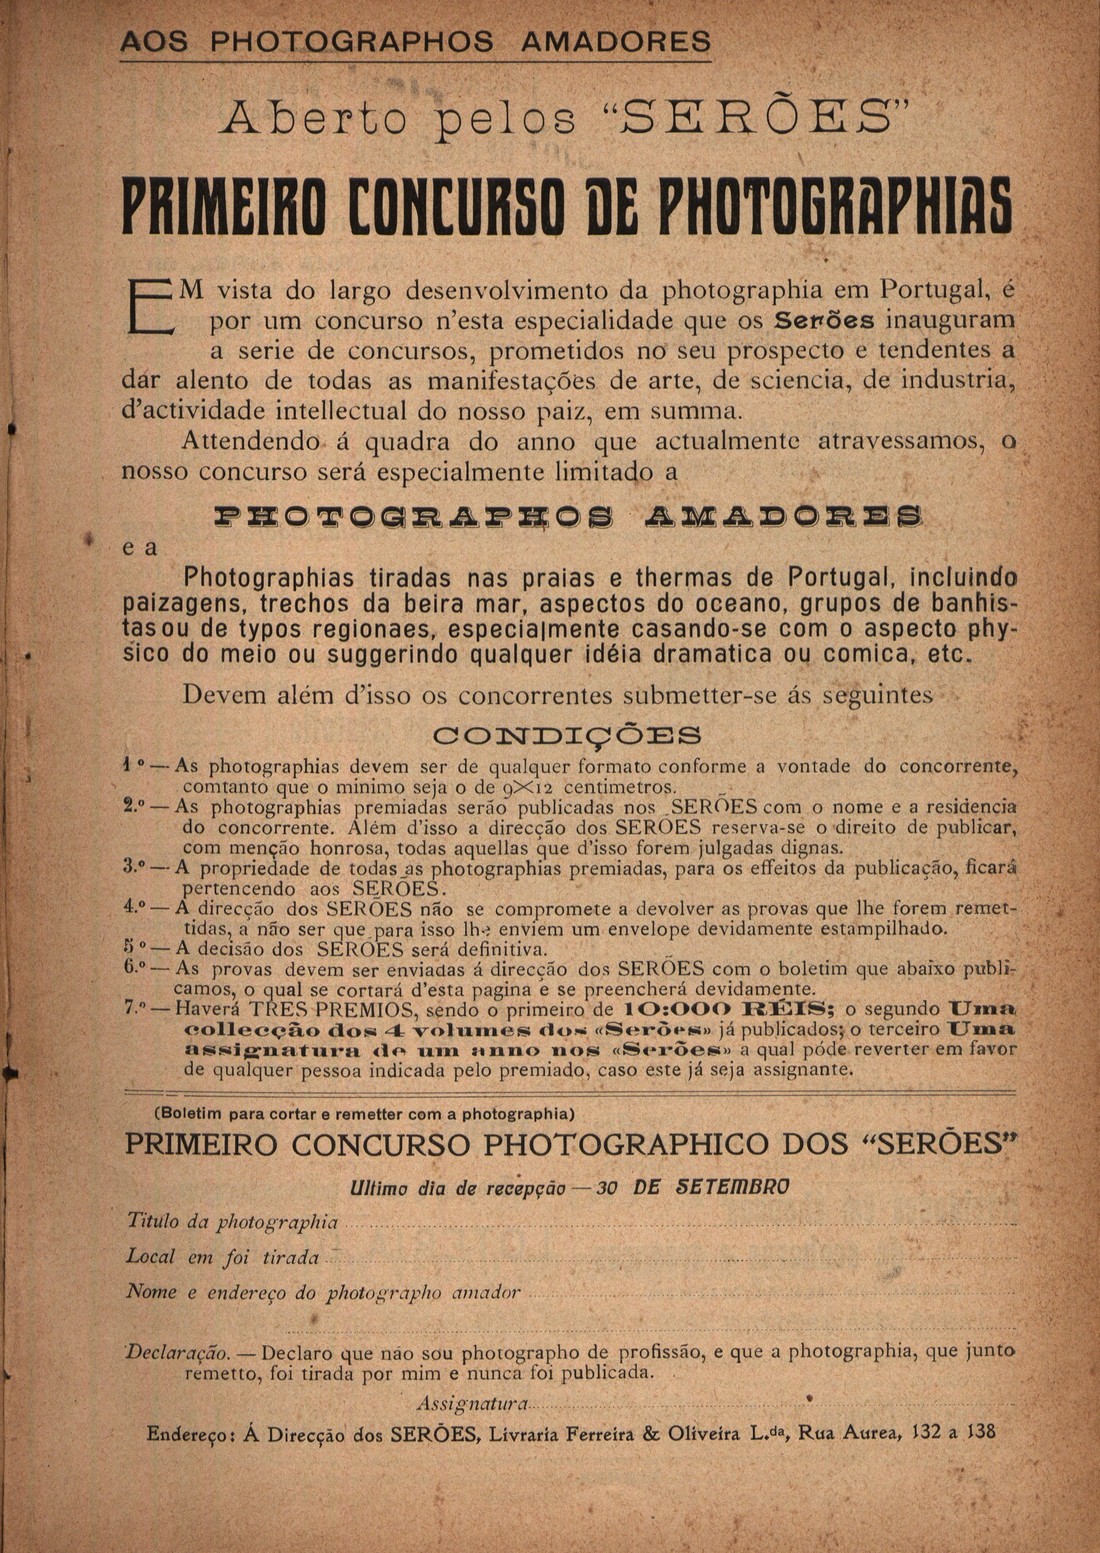 AOS PHOTOGRAPHOS AMADORES
Aberto pelos “SERÕES”
PRIMEIRO CONCURSO DE PHOTOGRAPHIAS
EM vista do largo desenvolvimento da photographia em Portugal, é
por um concurso n’esta especialidade que os Serões inauguram
a serie de concursos, prometidos no seu prospecto e tendentes a
dar alento de todas as manifestações de arte, de sciencia, de industria,
d’actividade intellectual do nosso paiz, em summa.
Attendendo á quadra do anno que actualmente atravessamos, o
nosso concurso será especialmente limitado a
PHOTOGRAPHOS AMADORES
e a
Photographias tiradas nas praias e thermas de Portugal, incluindo
paizagens, trechos da beira mar, aspectos do oceano, grupos de banhis-
tas ou de typos regionaes, especialmente casando-se com o aspecto phy-
sico do meio ou suggerindo qualquer idéia dramatica ou comica, etc.
Devem além d’isso os concorrentes submetter-se ás seguintes
CONDIÇÕES
1º — As photographias devem ser de qualquer formato conforme a vontade do concorrente,
comtanto que o minimo seja o de 9×12 centimetros.
2.º — As photographias premiadas serão publicadas nos SERÕES com o nome e a residencia
do concorrente. Além d’isso a direcção dos SERÕES reserva-se o direito de publicar,
com menção honrosa, todas aquellas que d’isso forem julgadas dignas.
3.º — A propriedade de todas as photographias premiadas, para os effeitos da publicação, ficará
pertencendo aos SERÕES.
4.º — A direcção dos SERÕES não se compromete a devolver as provas que lhe forem remet-
tidas, a não ser que para isso lhe enviem um envelope devidamente estampilhado.
5º — A decisão dos SERÕES será definitiva.
6.º — As provas devem ser enviadas á direcção dos SERÕES com o boletim que abaixo publi-
camos, o qual se cortará d’esta pagina e se preencherá devidamente.
7.º — Haverá TRES PREMIOS, sendo o primeiro de 10:000 RÉIS; o segundo Uma
collecção dos 4 volumes dos «Serões» já publicados; o terceiro Uma
assignatura de um anno nos «Serões» a qual póde reverter em favor
de qualquer pessoa indicada pelo premiado, caso este já seja assignante.
(Boletim para cortar e remetter com a photographia)
PRIMEIRO CONCURSO PHOTOGRAPHICO DOS “SERÕES”
Ultimo dia de recepção — 30 DE SETEMBRO
Titulo da photographia
Local em foi tirada
Nome e endereço do photographo amador
Declaração. — Declaro que não sou photographo de profissão, e que a photographia, que junto
remetto, foi tirada por mim e nunca foi publicada.
Assignatura
Endereço: Á Direcção dos SERÕES, Livraria Ferreira & Oliveira L.da, Rua Aurea, 132 a 138